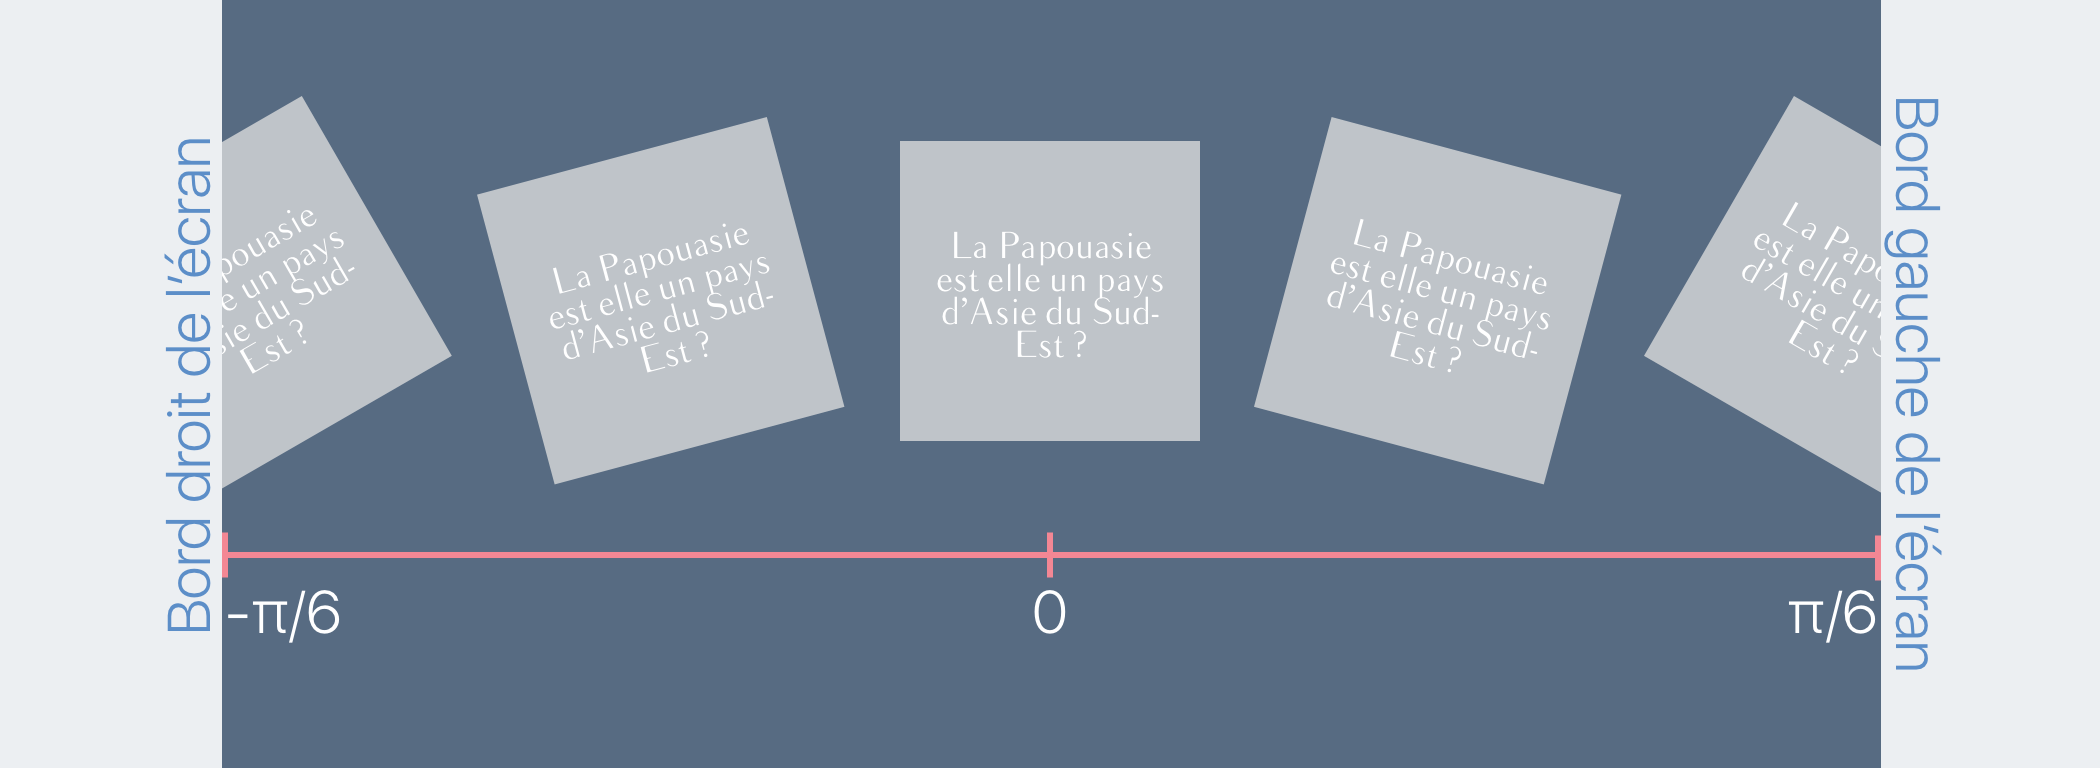 Bord droit de l'écran
pouasie
e un pays
ie du Sud-
Est ?
La Papouasie
est elle un pays
d'Asie du Sud-
Est ?
La Papouasie
est elle un pays
d'Asie du Sud-
Est ?
La Papouasie
est elle un pays
d'Asie du Sud-
Est ?
La Papo
est elle un
d'Asie du S
Est ?
Bord gauche de l'écran
-π/6
0
π/6